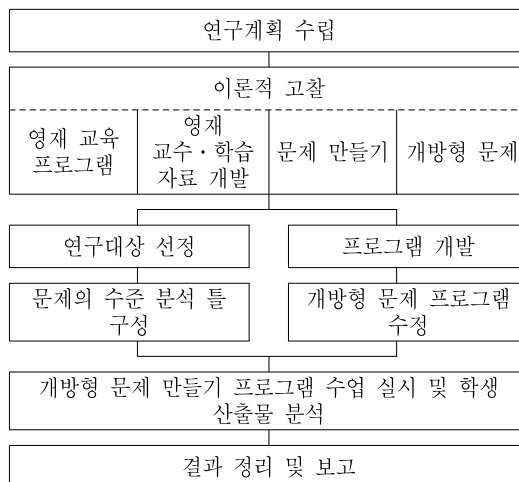 연구계획 수립
이론적 고찰
영재 교육
프로그램
영재
교수·학습
자료 개발
문제 만들기
개방형 문제
연구대상 선정
프로그램 개발
문제의 수준 분석 틀
구성
개방형 문제 프로그램
수정
개방형 문제 만들기 프로그램 수업 실시 및 학생
산출물 분석
결과 정리 및 보고